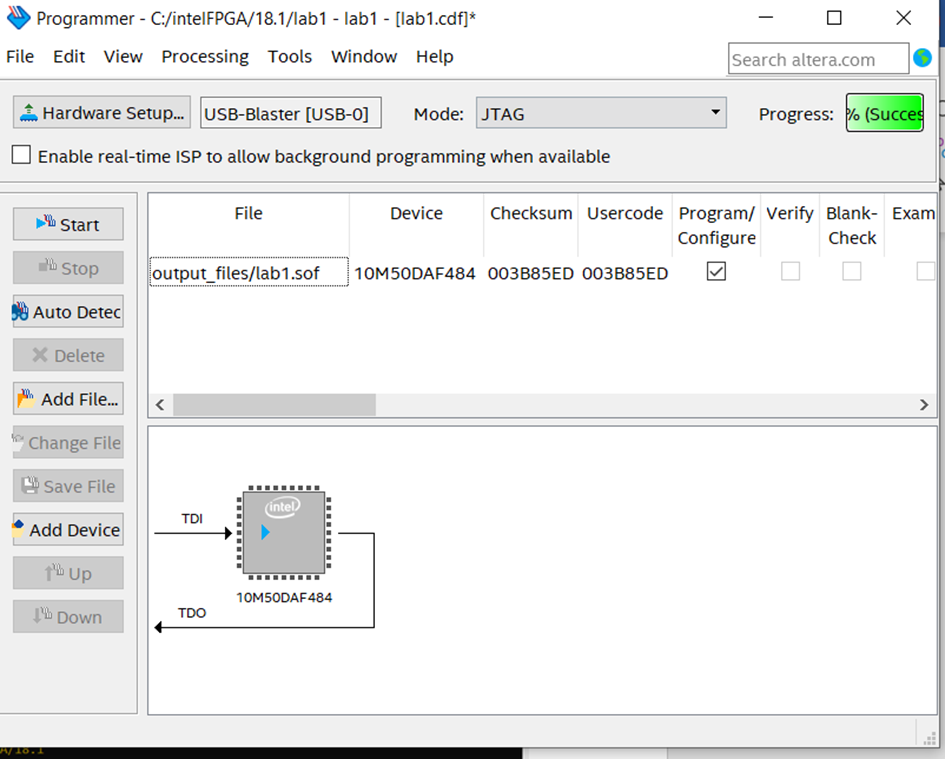 Programmer - C:/intelFPGA/18.1/lab1 - lab1 - [lab1.cdf]*
File Edit View Processing Tools Window Help
Search altera.com
Hardware Setup... USB-Blaster [USB-0] Mode: JTAG Progress: % (Succes
Enable real-time ISP to allow background programming when available
Start
Stop
Auto Detec
Delete
Add File...
Change File
Save File
Add Device
Up
Down
File Device Checksum Usercode Program/ Verify Blank- Exam
Configure Check
output_files/lab1.sof 10M50DAF484 003B85ED 003B85ED
intel
TDI
10M50DAF484
TDO
A/18.1